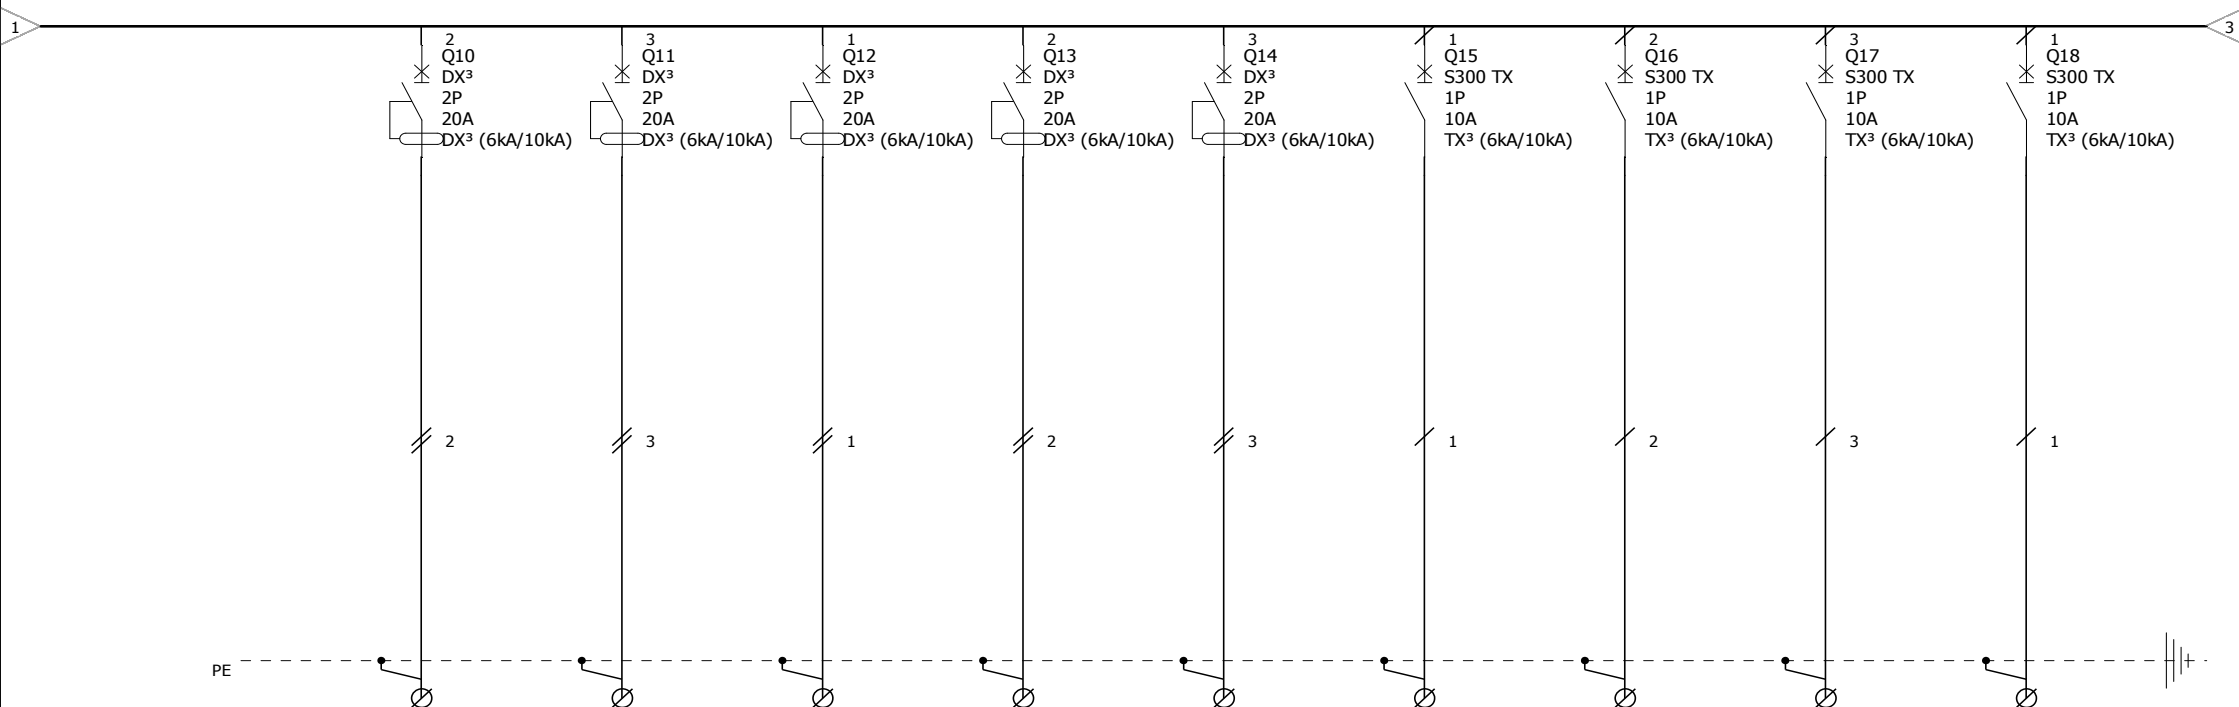 1
3
2
Q10
DX³
2P
20A
DX³ (6kA/10kA)
3
Q11
DX³
2P
20A
DX³ (6kA/10kA)
1
Q12
DX³
2P
20A
DX³ (6kA/10kA)
2
Q13
DX³
2P
20A
DX³ (6kA/10kA)
3
Q14
DX³
2P
20A
DX³ (6kA/10kA)
1
Q15
S300 TX
1P
10A
TX³ (6kA/10kA)
2
Q16
S300 TX
1P
10A
TX³ (6kA/10kA)
3
Q17
S300 TX
1P
10A
TX³ (6kA/10kA)
1
Q18
S300 TX
1P
10A
TX³ (6kA/10kA)
2
3
1
2
3
1
2
3
1
PE